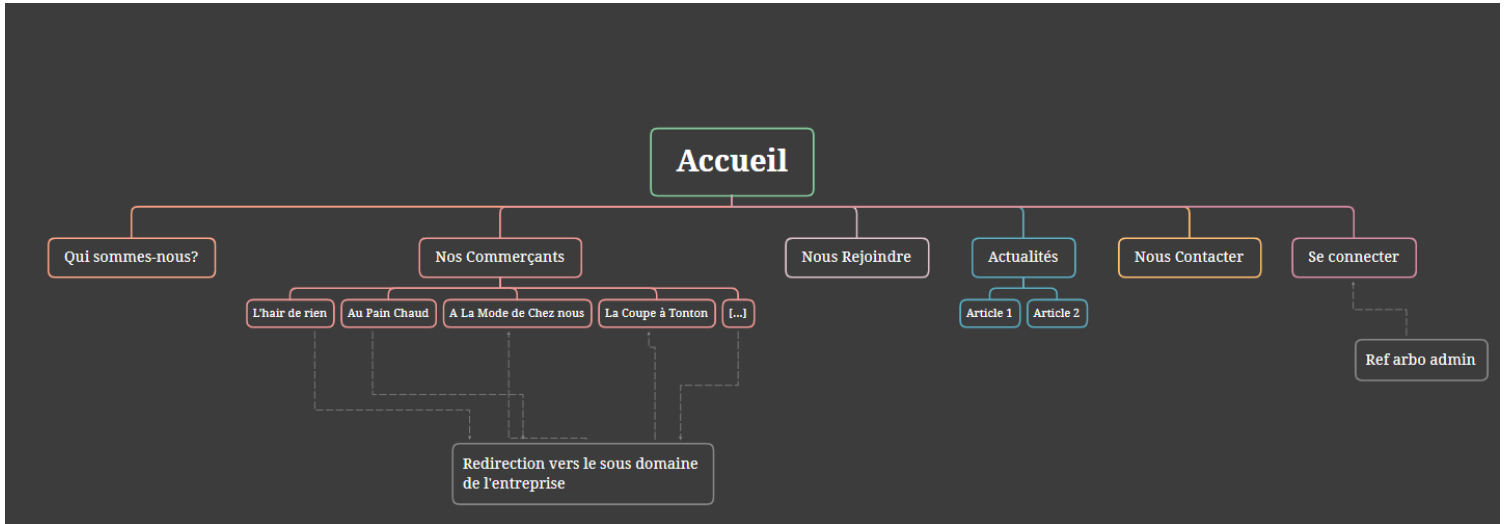 Accueil
Qui sommes-nous?
Nos Commerçants
Nous Rejoindre
Actualités
Nous Contacter
Se connecter
L'hair de rien
Au Pain Chaud
A La Mode de Chez nous
La Coupe à Tonton
[...]
Article 1
Article 2
Ref arbo admin
Redirection vers le sous domaine
de l'entreprise